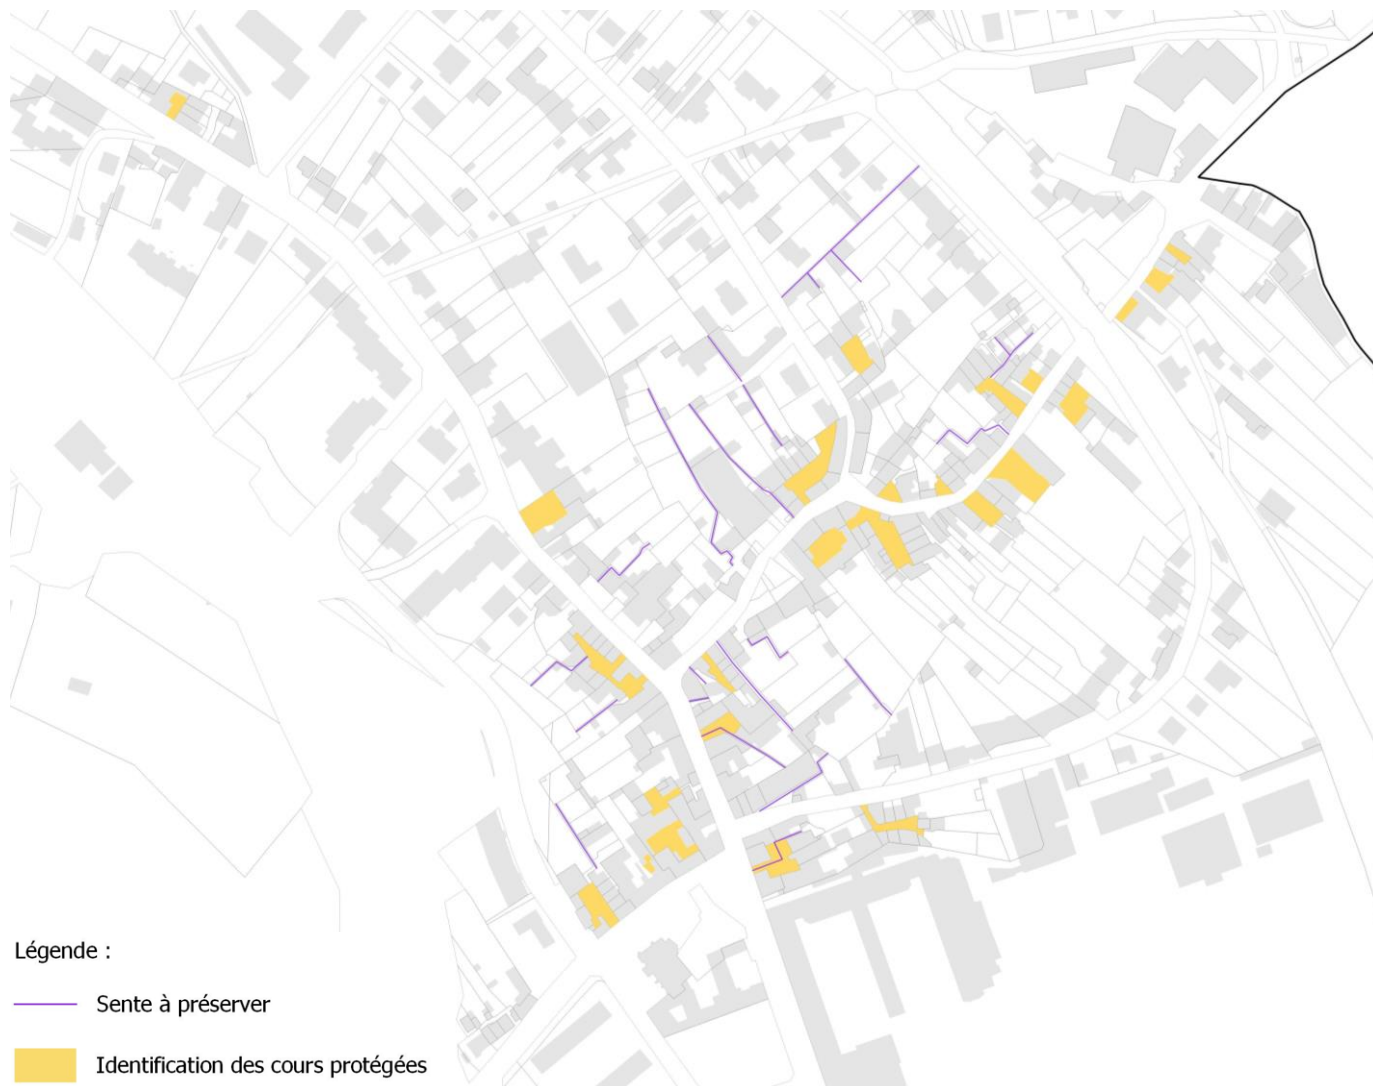 Légende :
Sente à préserver
Identification des cours protégées